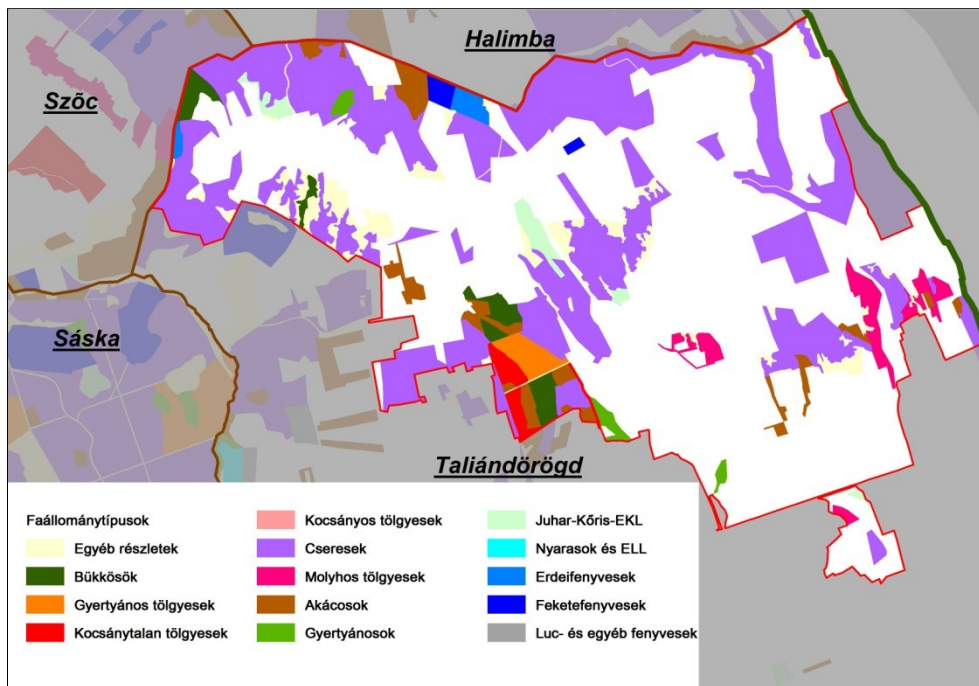 Halimba
Szõc
Sáska
Taliándörögd
Faállománytípusok
Egyéb részletek
Bükkösök
Gyertyános tölgyesek
Kocsánytalan tölgyesek
Kocsányos tölgyesek
Cseresek
Molyhos tölgyesek
Akácosok
Gyertyánosok
Juhar-Kőris-EKL
Nyarasok és ELL
Erdeifenyvesek
Feketefenyvesek
Luc- és egyéb fenyvesek